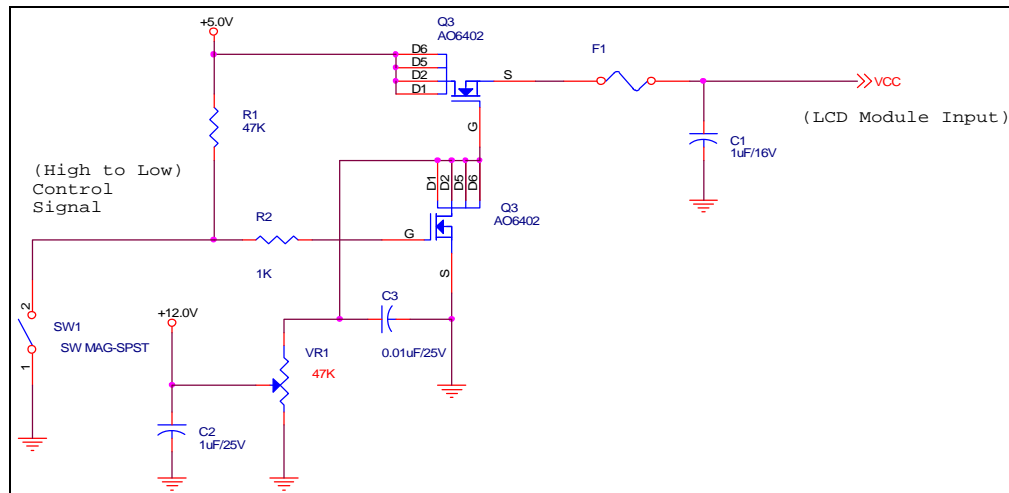 +5.0V
Q3
AO6402
D6
D5
D2
D1
S
G
F1
VCC
(LCD Module Input)
R1
47K
C1
1uF/16V
(High to Low)
Control
Signal
D1
D2
D5
D6
Q3
AO6402
R2
1K
G
S
2
SW1
SW MAG-SPST
1
+12.0V
C3
0.01uF/25V
VR1
47K
C2
1uF/25V